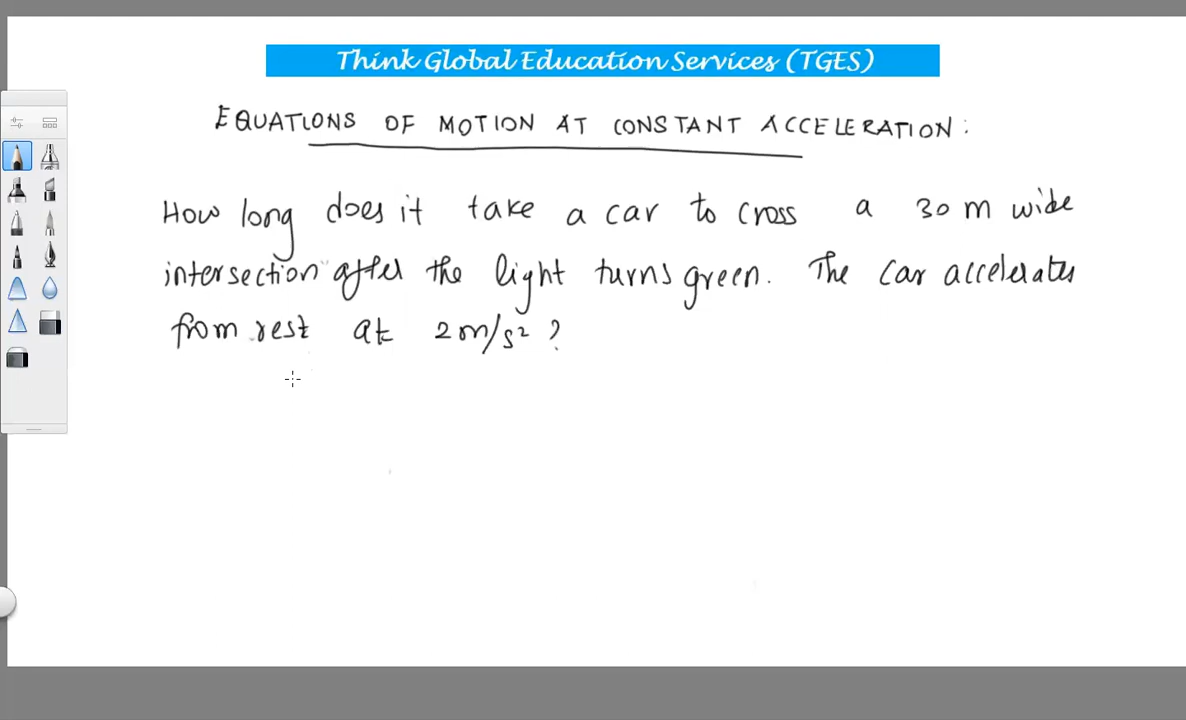 Think Global Education Services (TGES)
EQUATIONS OF MOTION AT CONSTANT ACCELERATION:
How long does it take a car to cross a 30 m wide
intersection after the light turns green. The car accelerates
from rest at 2 m/s² ?